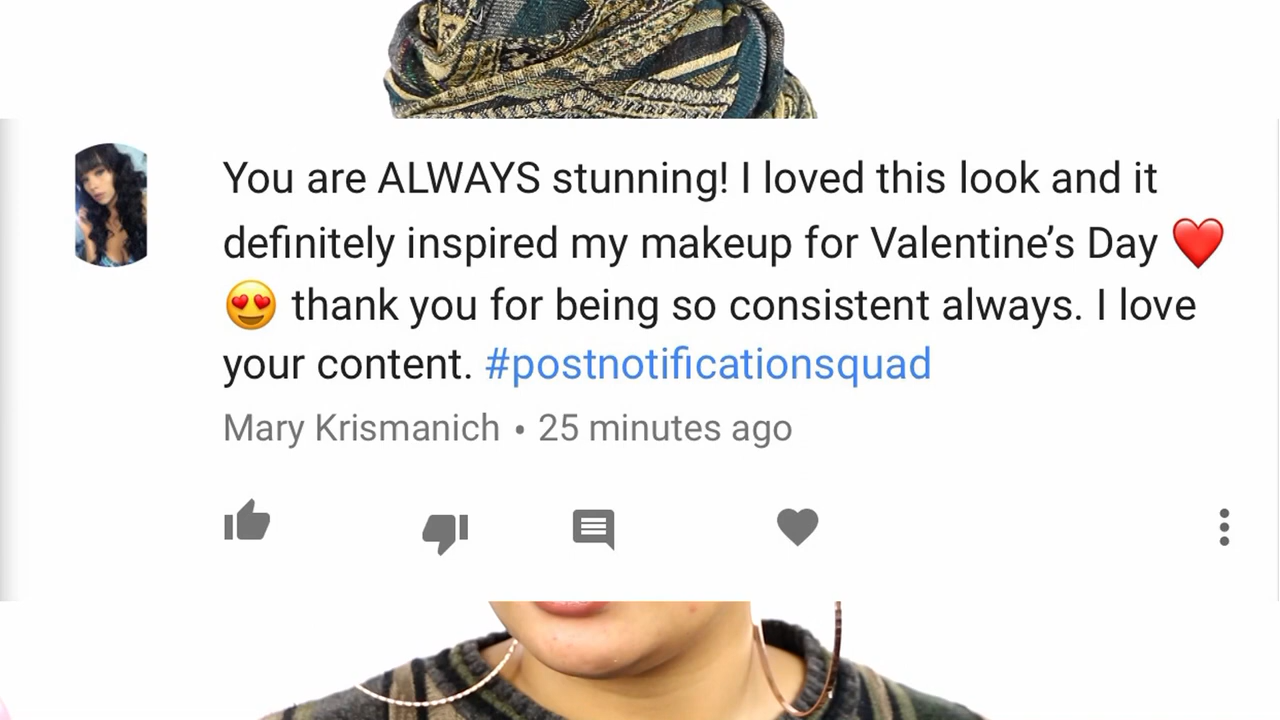 You are ALWAYS stunning! I loved this look and it
definitely inspired my makeup for Valentine’s Day ❤️
😍 thank you for being so consistent always. I love
your content. #postnotificationsquad
Mary Krismanich • 25 minutes ago